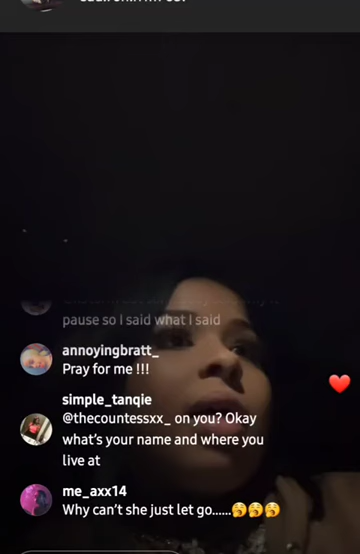 pause so I said what I said
annoyingbratt_
Pray for me !!!
simple_tanqie
@thecountessxx_ on you? Okay
what's your name and where you
live at
me_axx14
Why can't she just let go......🥱🥱🥱